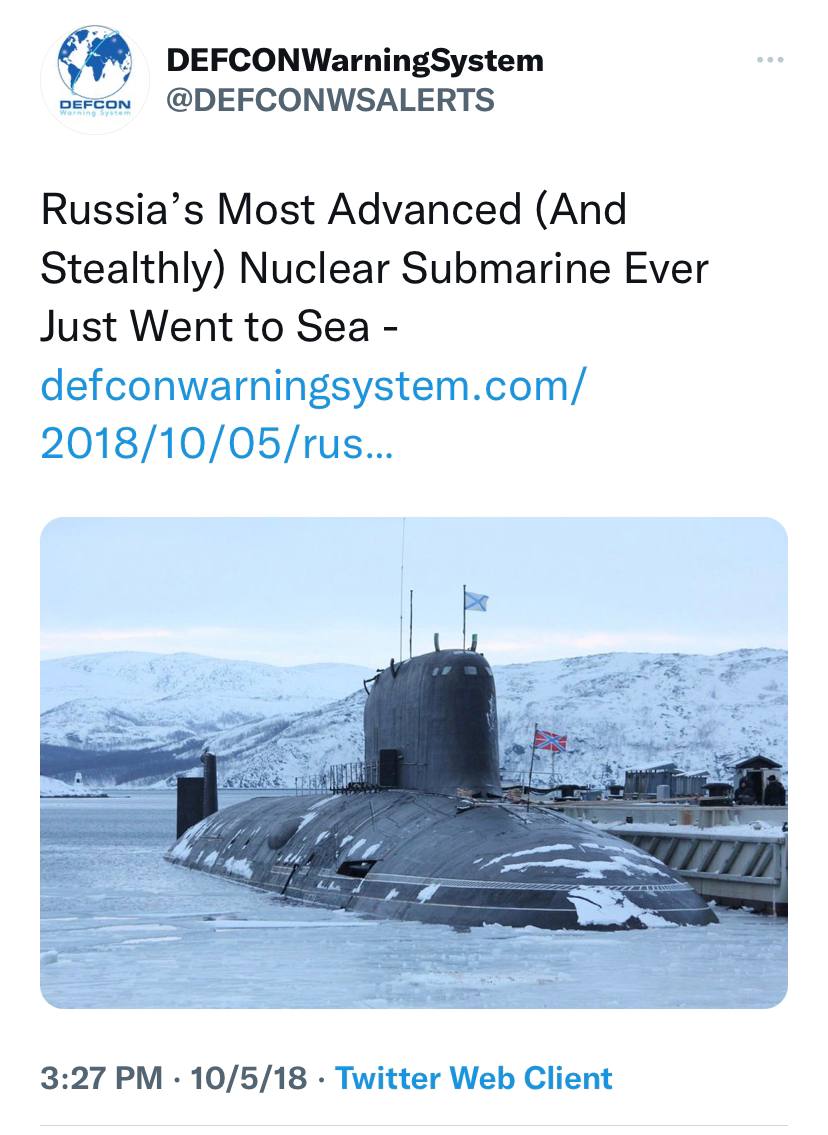 DEFCON
Warning System
DEFCONWarningSystem
@DEFCONWSALERTS
Russia’s Most Advanced (And
Stealthly) Nuclear Submarine Ever
Just Went to Sea -
defconwarningsystem.com/
2018/10/05/rus…
3:27 PM · 10/5/18 · Twitter Web Client